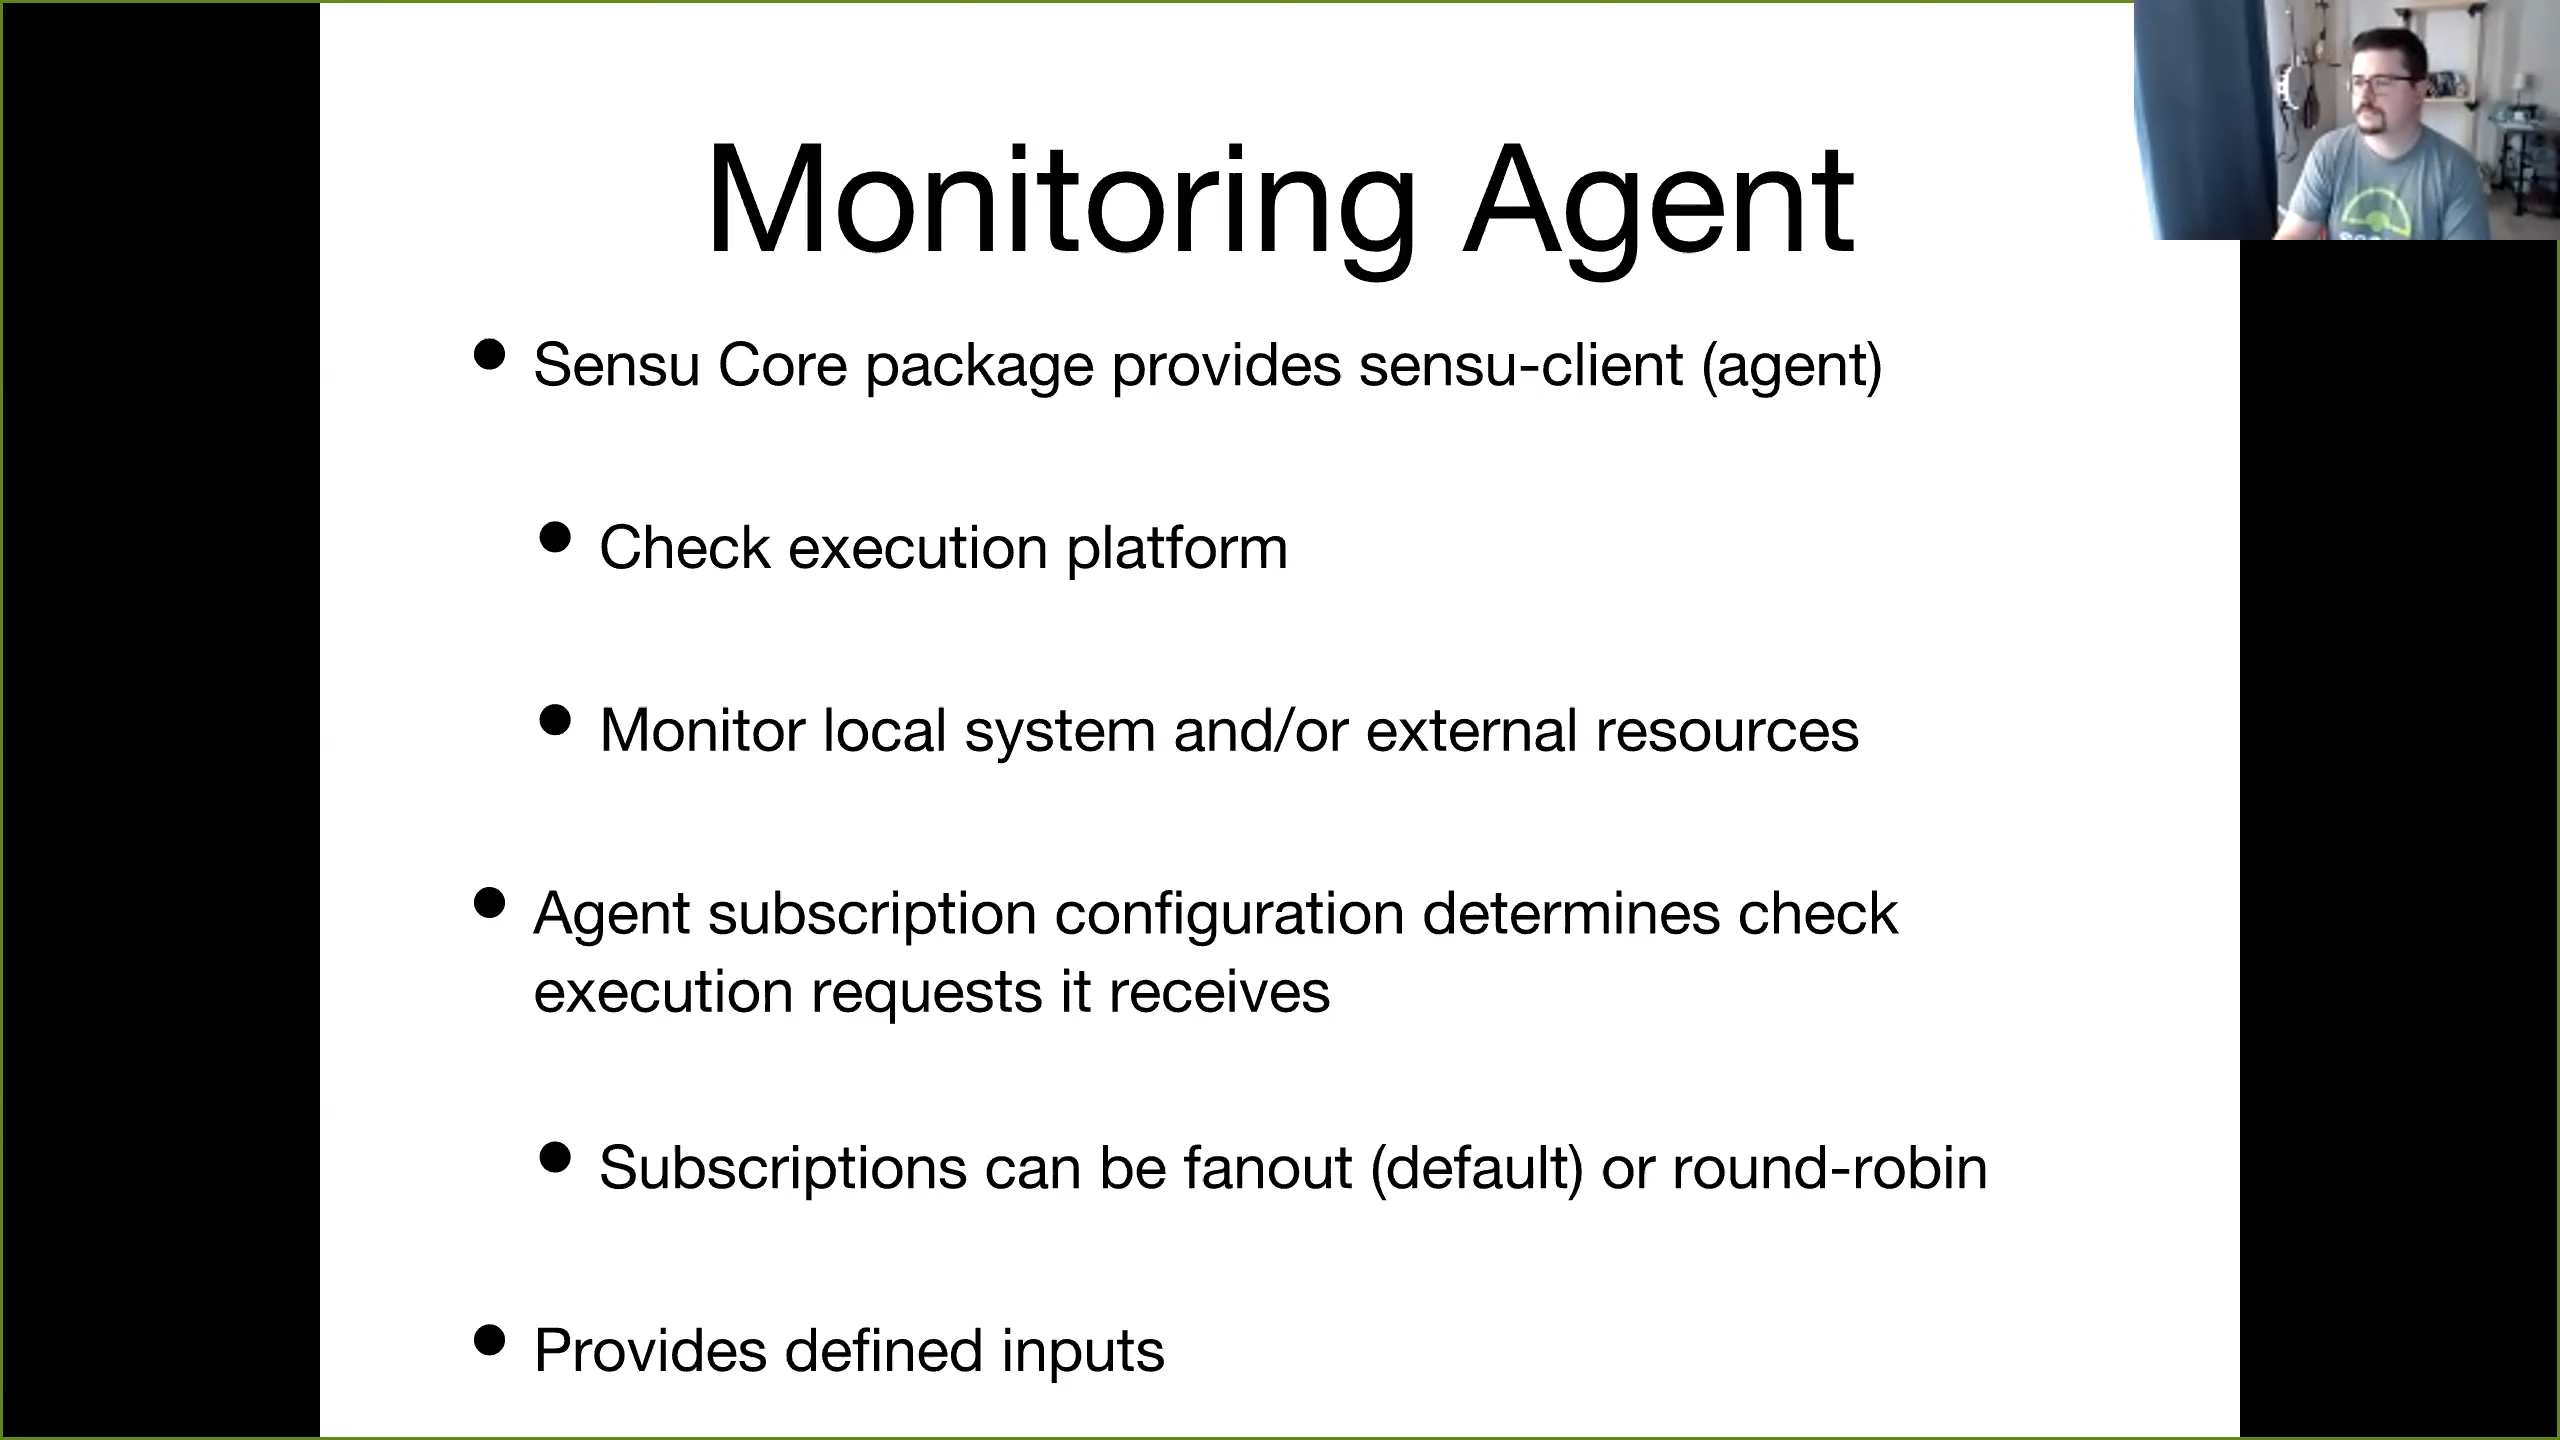 Monitoring Agent
• Sensu Core package provides sensu-client (agent)
• Check execution platform
• Monitor local system and/or external resources
• Agent subscription configuration determines check
execution requests it receives
• Subscriptions can be fanout (default) or round-robin
• Provides defined inputs